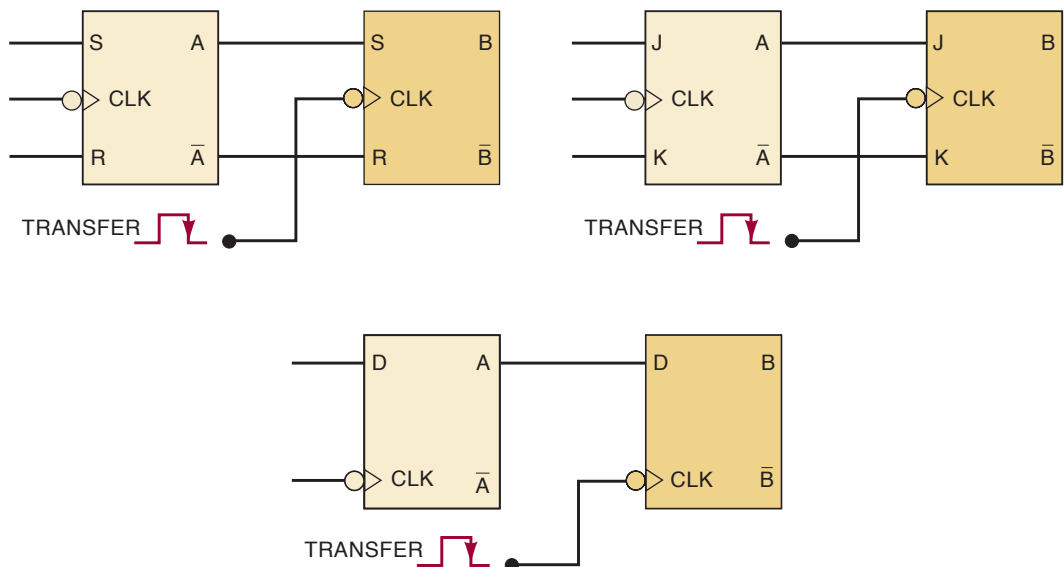 S A S B J A J B
CLK CLK CLK CLK
R A̅ R B̅ K A̅ K B̅
TRANSFER TRANSFER
D A D B
CLK A̅ CLK B̅
TRANSFER